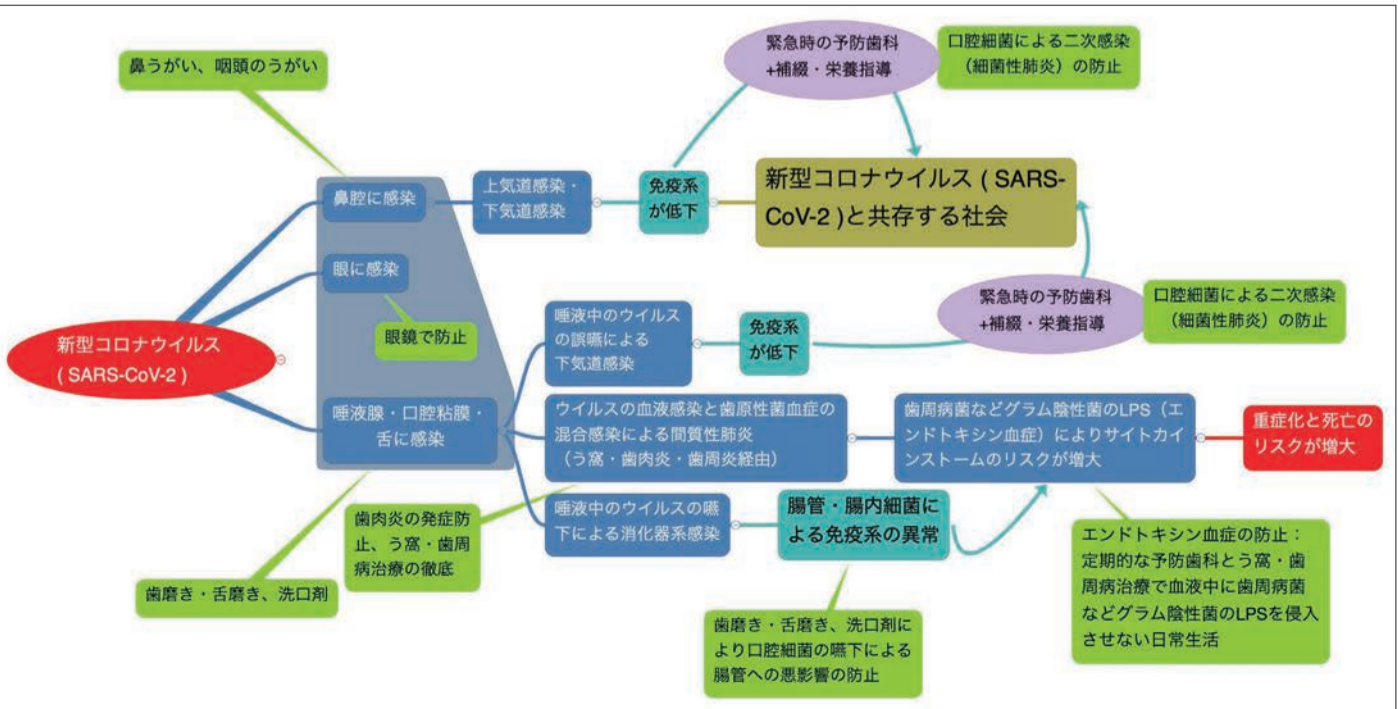 鼻うがい、咽頭のうがい
緊急時の予防歯科
+補綴・栄養指導
口腔細菌による二次感染
（細菌性肺炎）の防止
鼻腔に感染
上気道感染・
下気道感染
免疫系
が低下
新型コロナウイルス ( SARS-
CoV-2 )と共存する社会
眼に感染
眼鏡で防止
新型コロナウイルス
( SARS-CoV-2 )
唾液中のウイルス
の誤嚥による
下気道感染
免疫系
が低下
緊急時の予防歯科
+補綴・栄養指導
口腔細菌による二次感染
（細菌性肺炎）の防止
唾液腺・口腔粘膜・
舌に感染
ウイルスの血液感染と歯原性菌血症の
混合感染による間質性肺炎
（う窩・歯肉炎・歯周炎経由）
歯周病菌などグラム陰性菌のLPS（エ
ンドトキシン血症）によりサイトカイ
ンストームのリスクが増大
重症化と死亡の
リスクが増大
唾液中のウイルスの嚥
下による消化器系感染
腸管・腸内細菌に
よる免疫系の異常
歯肉炎の発症防
止、う窩・歯周
病治療の徹底
歯磨き・舌磨き、洗口剤
歯磨き・舌磨き、洗口剤に
より口腔細菌の嚥下による
腸管への悪影響の防止
エンドトキシン血症の防止：
定期的な予防歯科とう窩・歯
周病治療で血液中に歯周病菌
などグラム陰性菌のLPSを侵入
させない日常生活